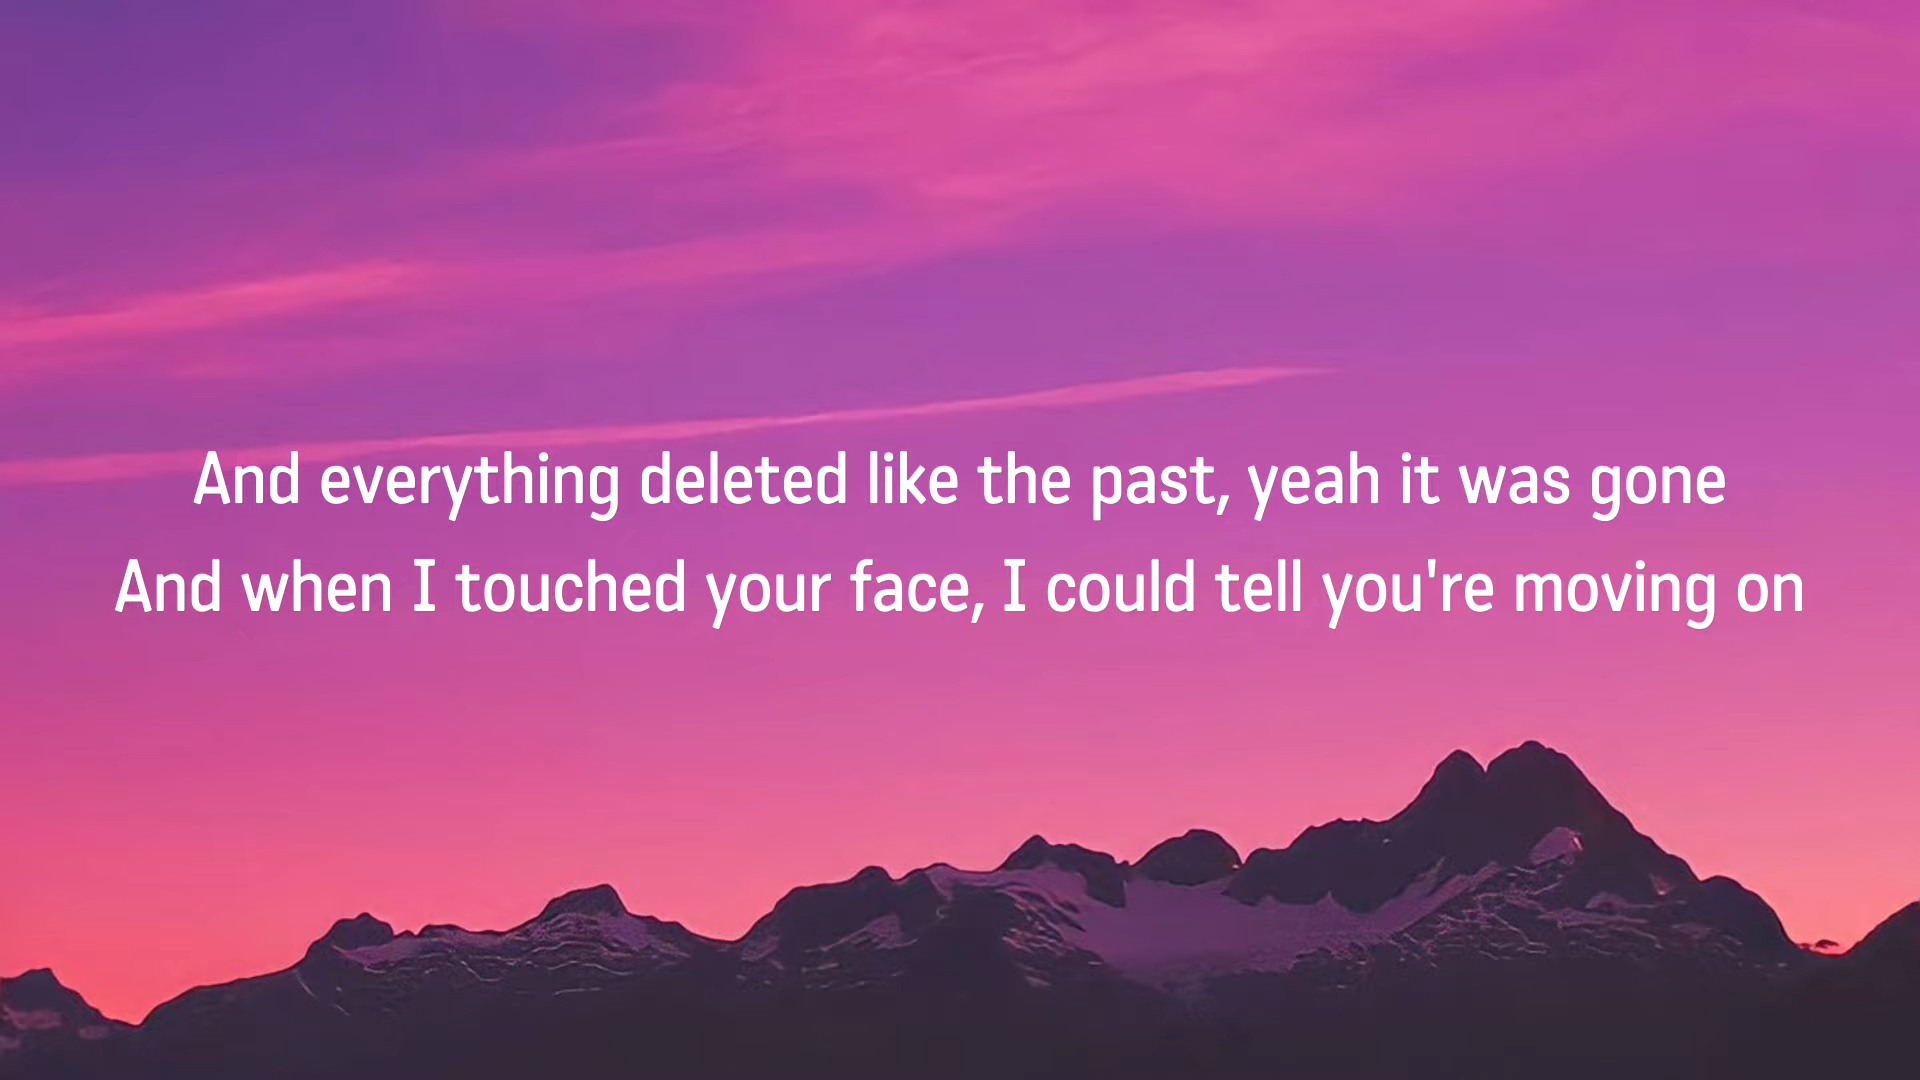 And everything deleted like the past, yeah it was gone
And when I touched your face, I could tell you're moving on